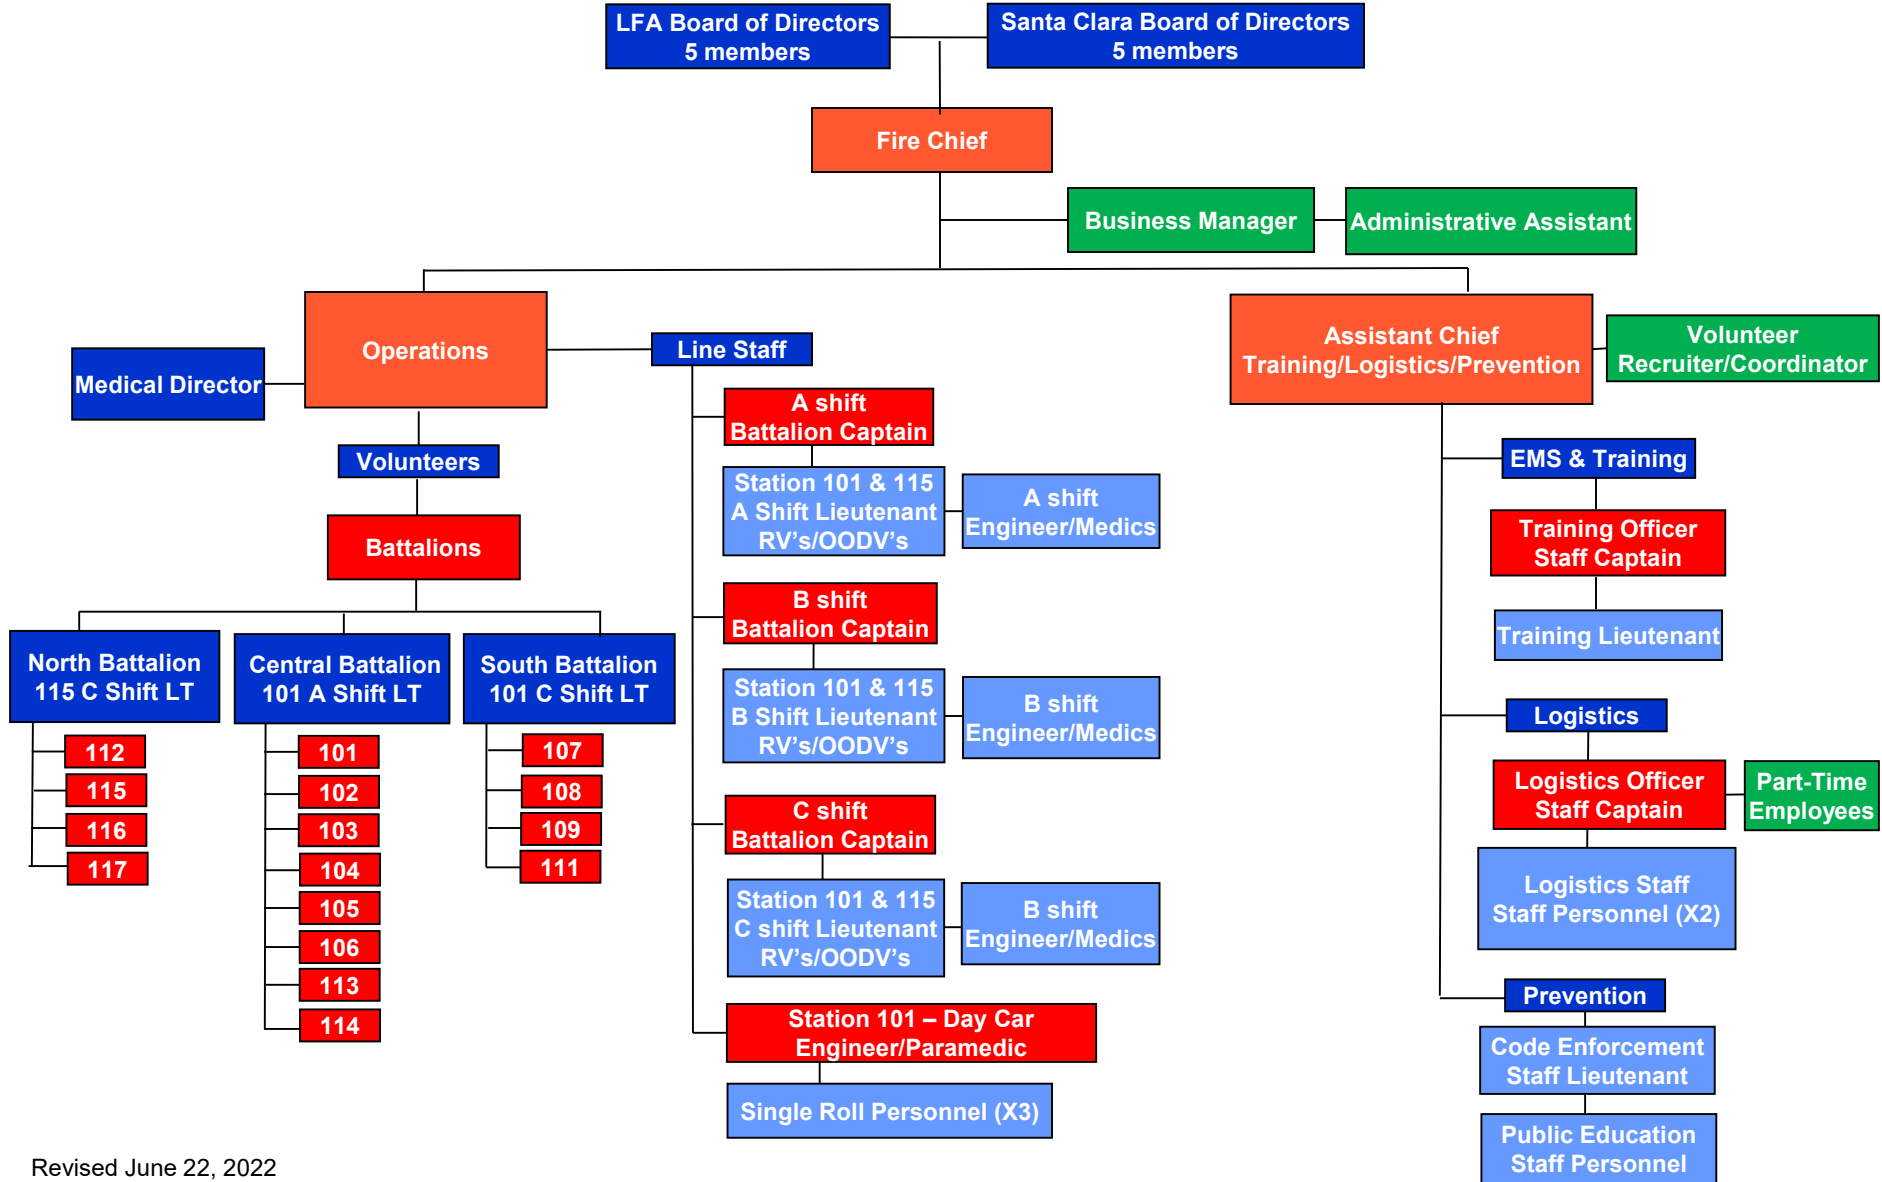 LFA Board of Directors
5 members
Santa Clara Board of Directors
5 members
Fire Chief
Business Manager
Administrative Assistant
Operations
Medical Director
Line Staff
Assistant Chief
Training/Logistics/Prevention
Volunteer
Recruiter/Coordinator
Volunteers
Battalions
North Battalion
115 C Shift LT
112
115
116
117
Central Battalion
101 A Shift LT
101
102
103
104
105
106
113
114
South Battalion
101 C Shift LT
107
108
109
111
A shift
Battalion Captain
Station 101 & 115
A Shift Lieutenant
RV's/OODV's
A shift
Engineer/Medics
B shift
Battalion Captain
Station 101 & 115
B Shift Lieutenant
RV's/OODV's
B shift
Engineer/Medics
C shift
Battalion Captain
Station 101 & 115
C shift Lieutenant
RV's/OODV's
B shift
Engineer/Medics
Station 101 – Day Car
Engineer/Paramedic
Single Roll Personnel (X3)
EMS & Training
Training Officer
Staff Captain
Training Lieutenant
Logistics
Logistics Officer
Staff Captain
Part-Time
Employees
Logistics Staff
Staff Personnel (X2)
Prevention
Code Enforcement
Staff Lieutenant
Public Education
Staff Personnel
Revised June 22, 2022